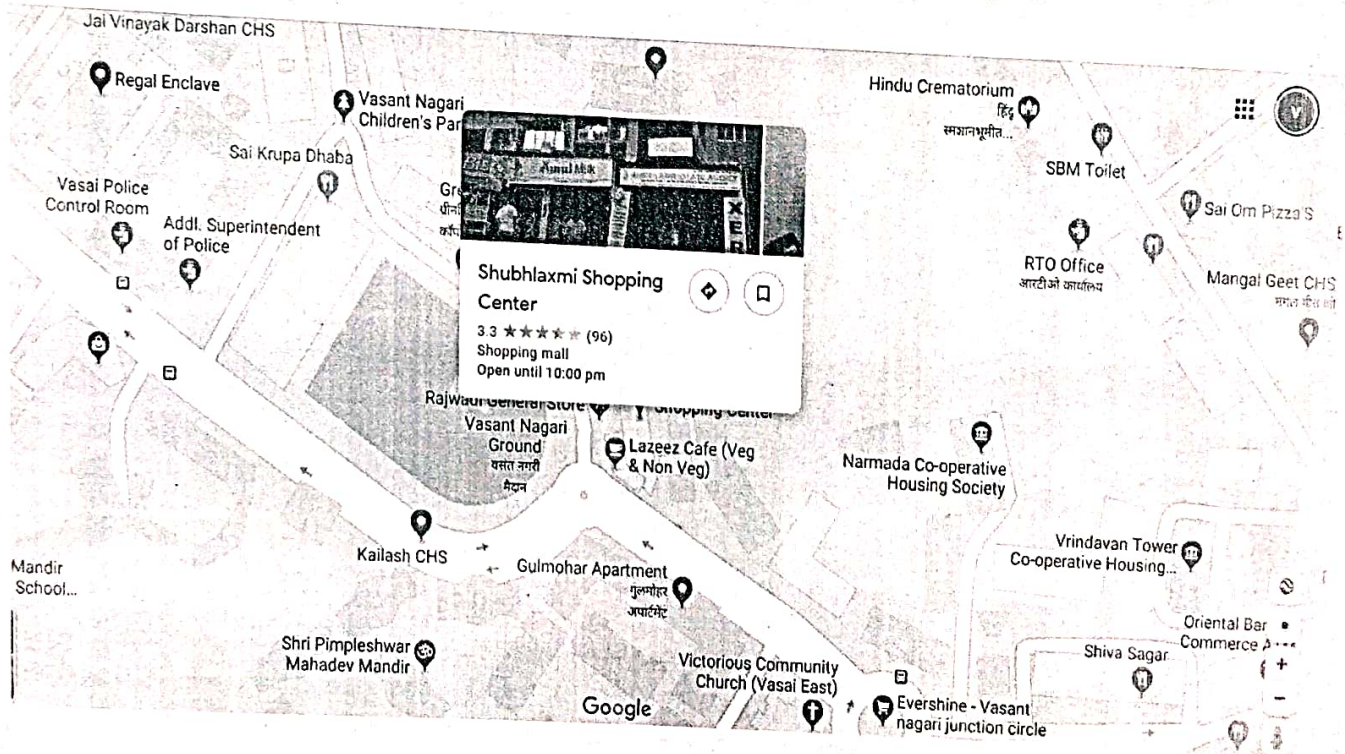 Jai Vinayak Darshan CHS
Regal Enclave
Vasant Nagari
Children's Par
Sai Krupa Dhaba
Vasai Police
Control Room
Addl. Superintendent
of Police
Gre
Amul Milk
XER
Shubhlaxmi Shopping
Center
3.3 ★★★★★ (96)
Shopping mall
Open until 10:00 pm
Hindu Crematorium
हिंदू
स्मशानभूमीत...
V
SBM Toilet
Sai Om Pizza'S
RTO Office
आरटीओ कार्यालय
Mangal Geet CHS
Rajwadi General Store
Shopping Center
Vasant Nagari
Ground
वसंत नगरी
मैदान
Lazeez Cafe (Veg
& Non Veg)
Narmada Co-operative
Housing Society
Kailash CHS
Gulmohar Apartment
गुलमोहर
अपार्टमेंट
Vrindavan Tower
Co-operative Housing...
Mandir
School...
Shri Pimpleshwar
Mahadev Mandir
Victorious Community
Church (Vasai East)
Oriental Bar
Commerce
Shiva Sagar
Google
Evershine - Vasant
nagari junction circle